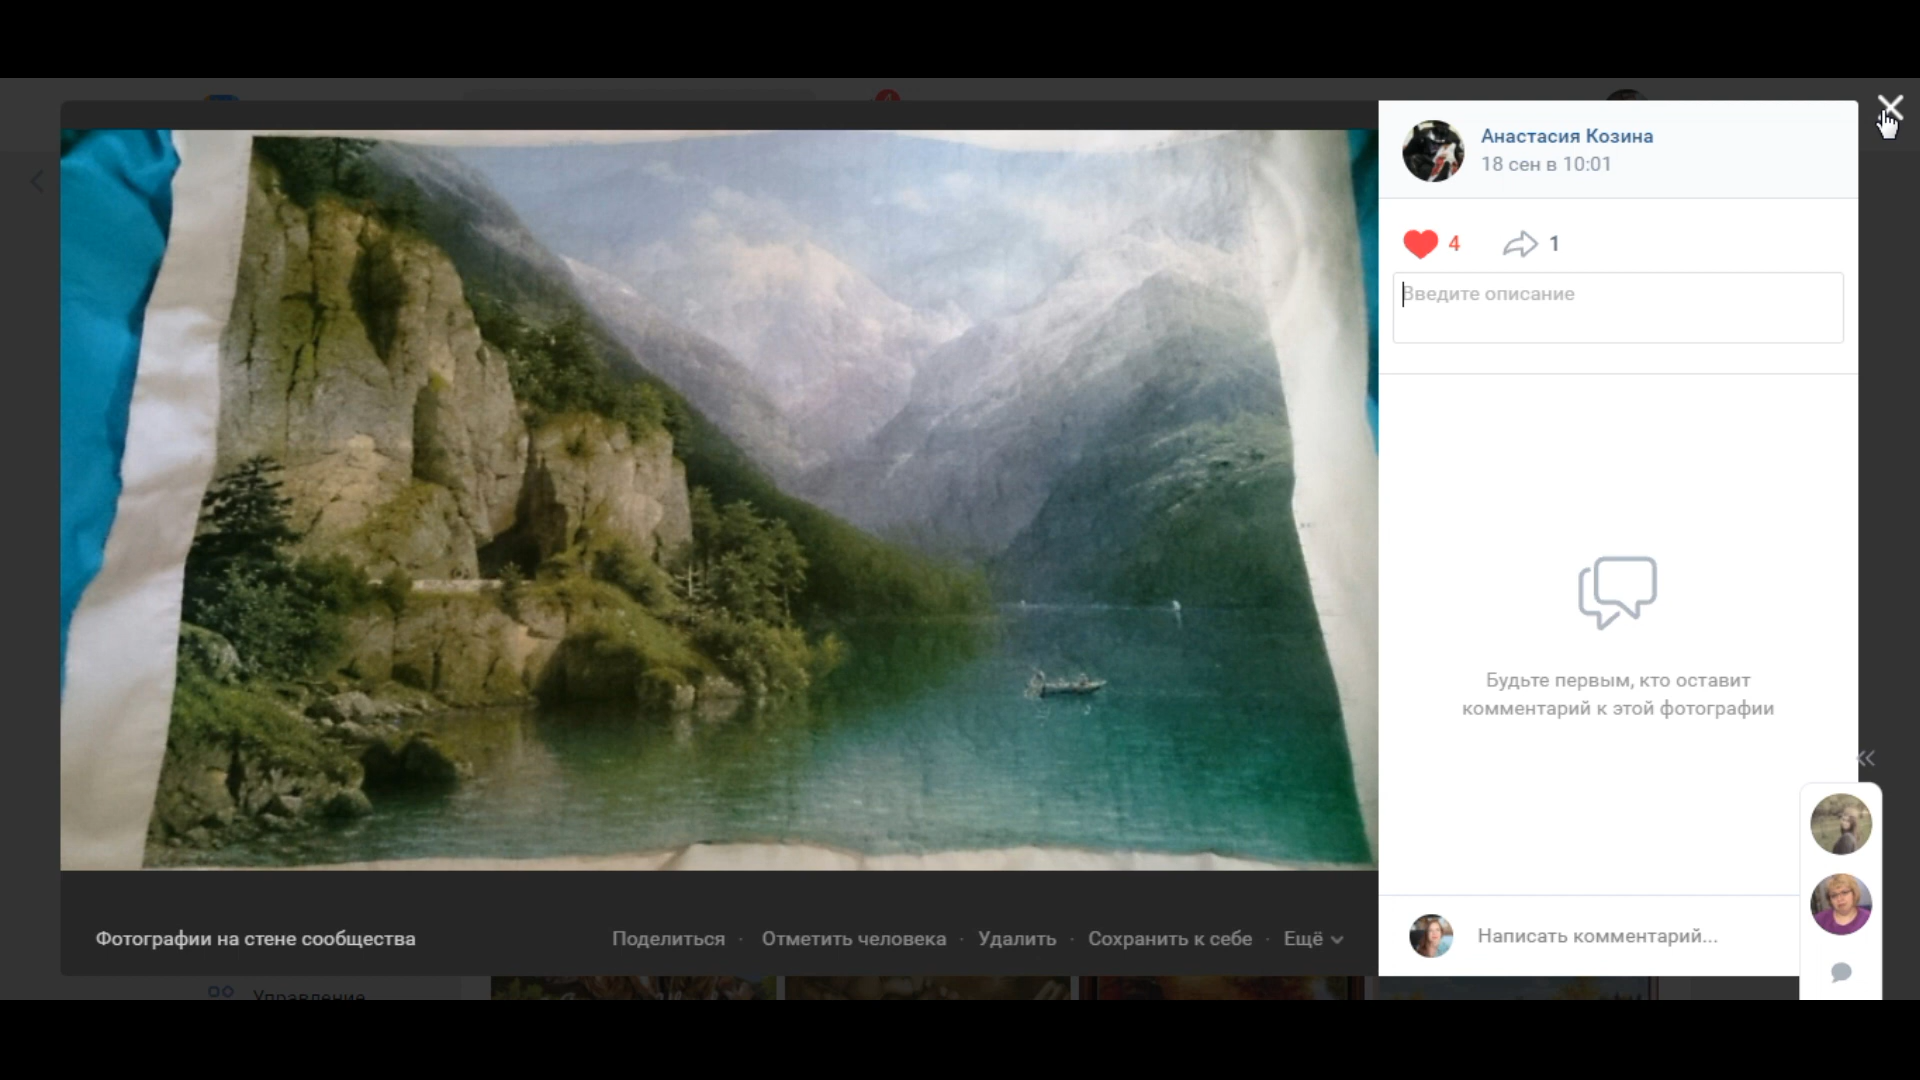 Анастасия Козина
18 сен в 10:01
4 1
Введите описание
Будьте первым, кто оставит
комментарий к этой фотографии
Фотографии на стене сообщества
Поделиться · Отметить человека · Удалить · Сохранить к себе · Ещё
Написать комментарий...
Управление